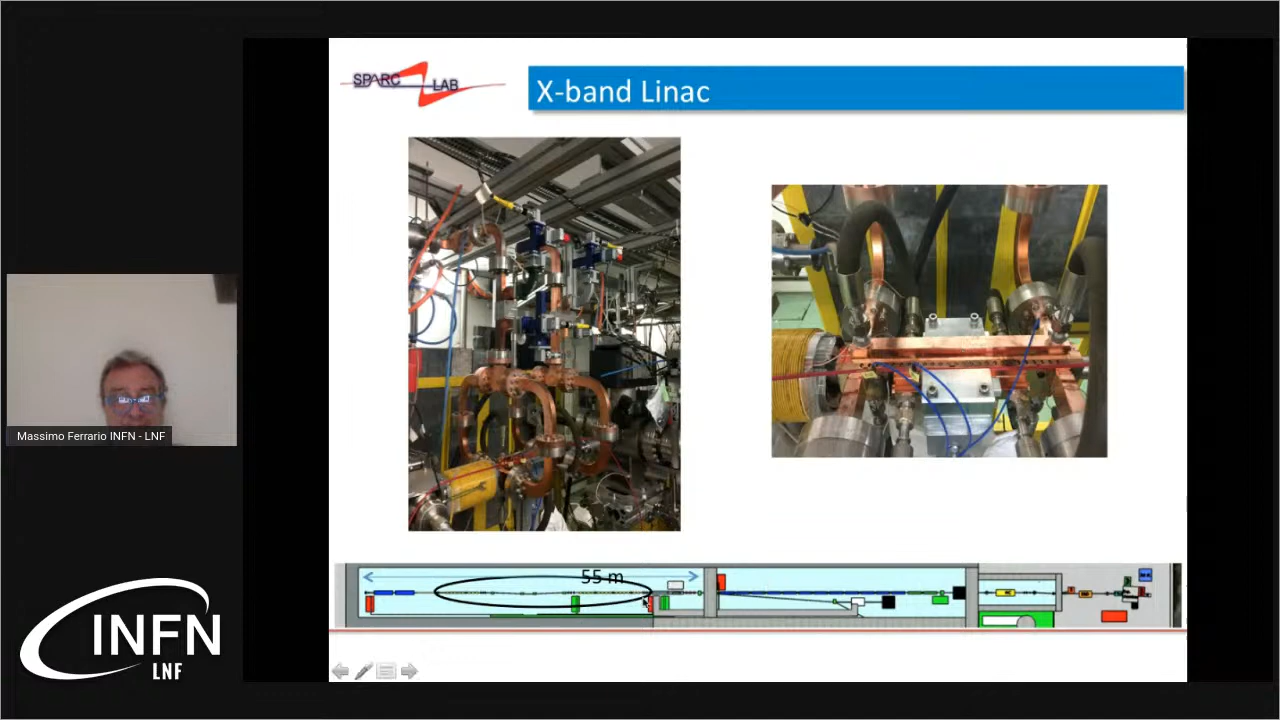 SPARC LAB
X-band Linac
Massimo Ferrario INFN - LNF
55 m
INFN
LNF